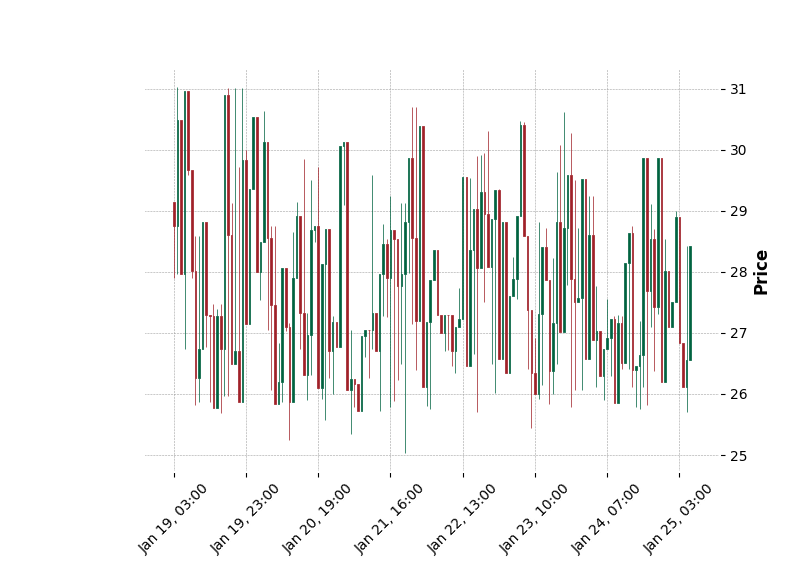 31
30
29
28
27
26
25
Price
Jan 19, 03:00
Jan 19, 23:00
Jan 20, 19:00
Jan 21, 16:00
Jan 22, 13:00
Jan 23, 10:00
Jan 24, 07:00
Jan 25, 03:00